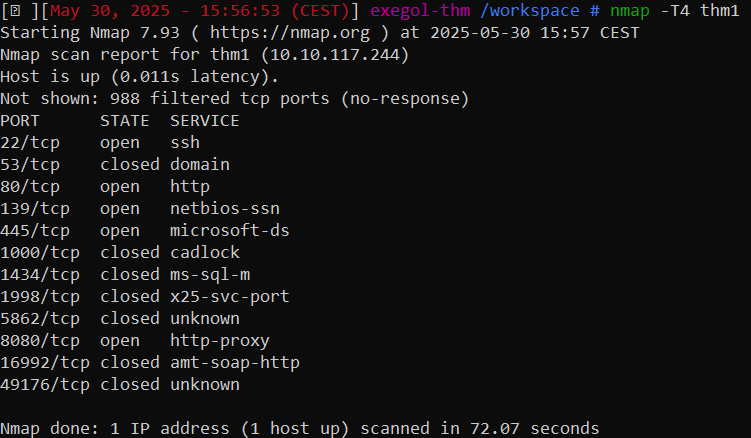 [ ][May 30, 2025 - 15:56:53 (CEST)] exegol-thm /workspace # nmap -T4 thm1
Starting Nmap 7.93 ( https://nmap.org ) at 2025-05-30 15:57 CEST
Nmap scan report for thm1 (10.10.117.244)
Host is up (0.011s latency).
Not shown: 988 filtered tcp ports (no-response)
PORT      STATE  SERVICE
22/tcp    open   ssh
53/tcp    closed domain
80/tcp    open   http
139/tcp   open   netbios-ssn
445/tcp   open   microsoft-ds
1000/tcp  closed cadlock
1434/tcp  closed ms-sql-m
1998/tcp  closed x25-svc-port
5862/tcp  closed unknown
8080/tcp  open   http-proxy
16992/tcp closed amt-soap-http
49176/tcp closed unknown
Nmap done: 1 IP address (1 host up) scanned in 72.07 seconds